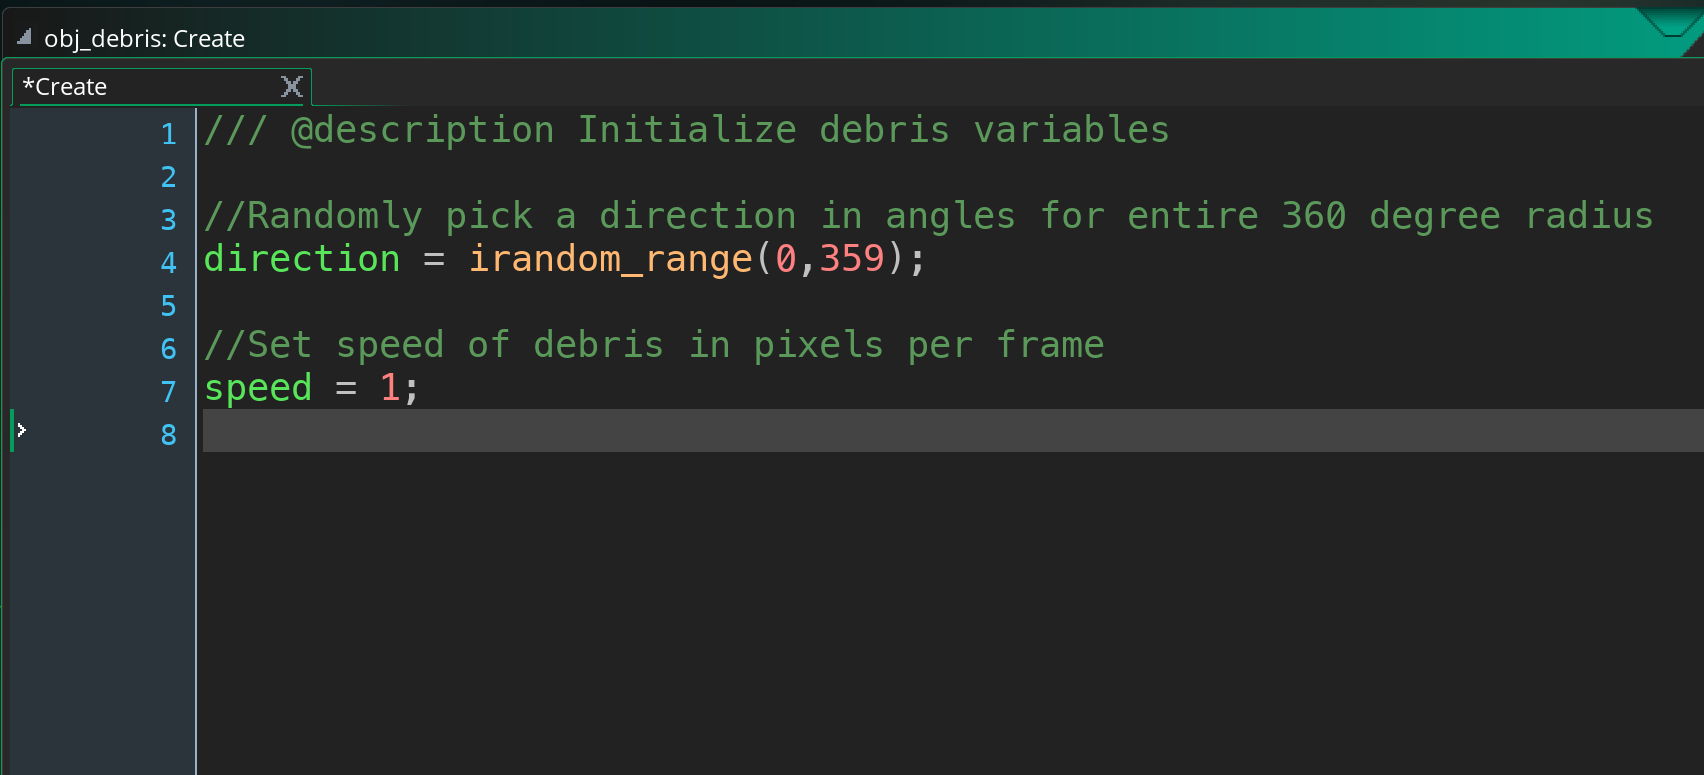 obj_debris: Create
*Create
1 /// @description Initialize debris variables
2
3 //Randomly pick a direction in angles for entire 360 degree radius
4 direction = irandom_range(0,359);
5
6 //Set speed of debris in pixels per frame
7 speed = 1;
8